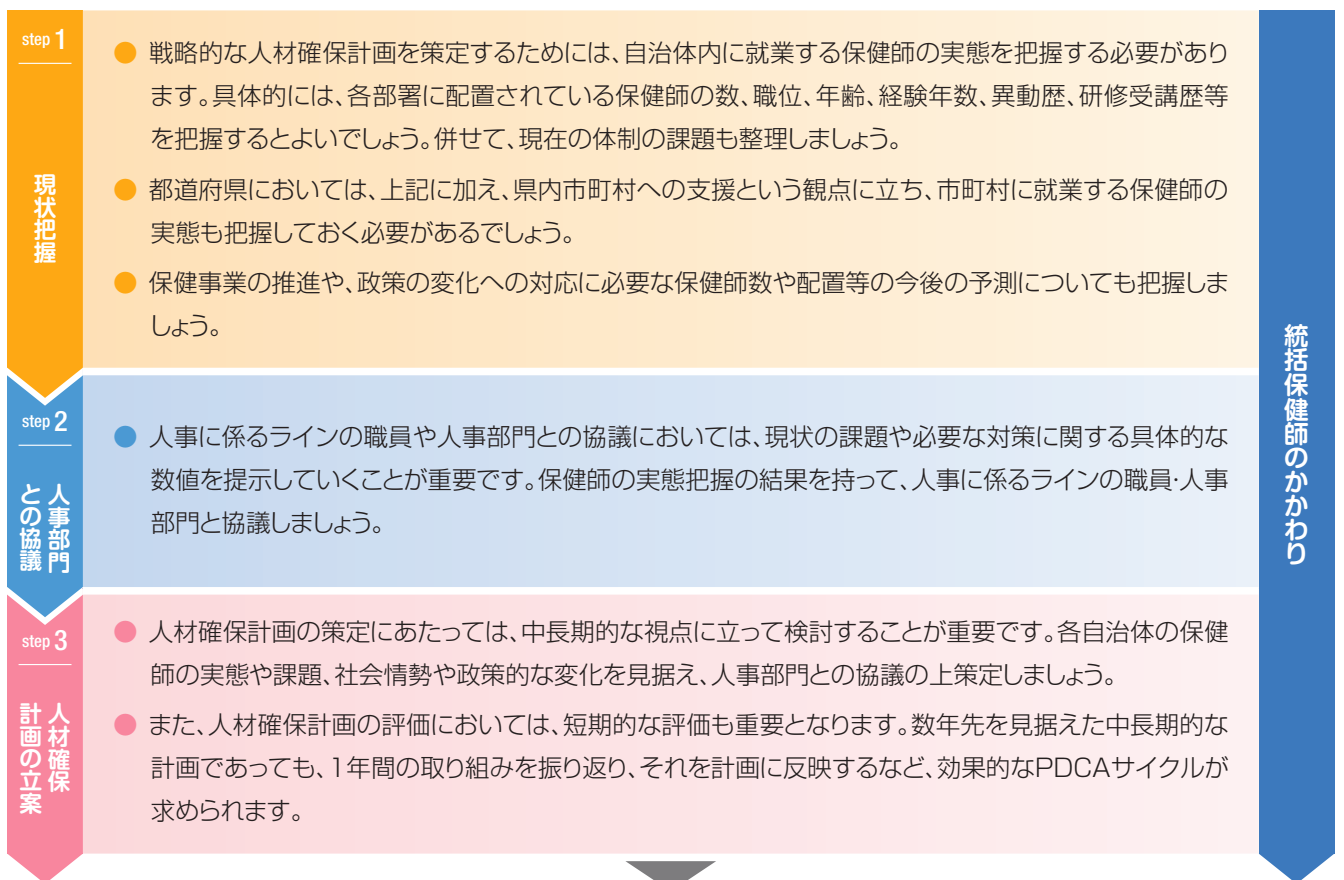 step 1
現状把握
● 戦略的な人材確保計画を策定するためには、自治体内に就業する保健師の実態を把握する必要があり
ます。具体的には、各部署に配置されている保健師の数、職位、年齢、経験年数、異動歴、研修受講歴等
を把握するとよいでしょう。併せて、現在の体制の課題も整理しましょう。
● 都道府県においては、上記に加え、県内市町村への支援という観点に立ち、市町村に就業する保健師の
実態も把握しておく必要があるでしょう。
● 保健事業の推進や、政策の変化への対応に必要な保健師数や配置等の今後の予測についても把握しま
しょう。
step 2
人事部門
との協議
● 人事に係るラインの職員や人事部門との協議においては、現状の課題や必要な対策に関する具体的な
数値を提示していくことが重要です。保健師の実態把握の結果を持って、人事に係るラインの職員・人事
部門と協議しましょう。
step 3
人材確保
計画の立案
● 人材確保計画の策定にあたっては、中長期的な視点に立って検討することが重要です。各自治体の保健
師の実態や課題、社会情勢や政策的な変化を見据え、人事部門との協議の上策定しましょう。
● また、人材確保計画の評価においては、短期的な評価も重要となります。数年先を見据えた中長期的な
計画であっても、1年間の取り組みを振り返り、それを計画に反映するなど、効果的なPDCAサイクルが
求められます。
統括保健師のかかわり